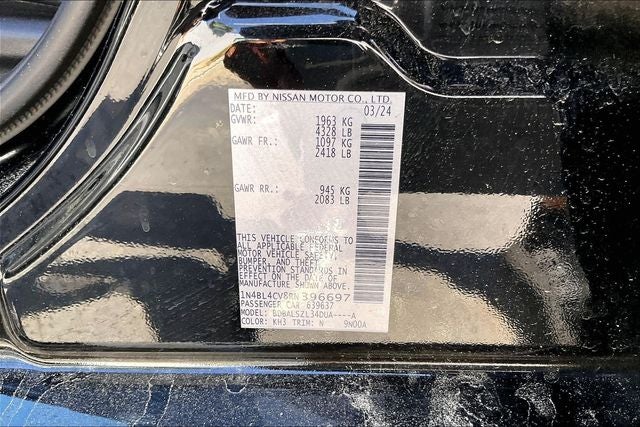 MFD BY NISSAN MOTOR CO., LTD.
DATE: 03/24
GVWR: 1963 KG
4328 LB
GAWR FR.: 1097 KG
2418 LB
GAWR RR.: 945 KG
2083 LB
THIS VEHICLE CONFORMS TO
ALL APPLICABLE FEDERAL
MOTOR VEHICLE SAFETY,
BUMPER, AND THEFT
PREVENTION STANDARDS IN
EFFECT ON THE DATE OF
MANUFACTURE SHOWN ABOVE.
1N4BL4CV8RN396697
PASSENGER CAR 639637
MODEL: BDBALSZL34DUA----A
COLOR: KH3 TRIM: N 9N00A